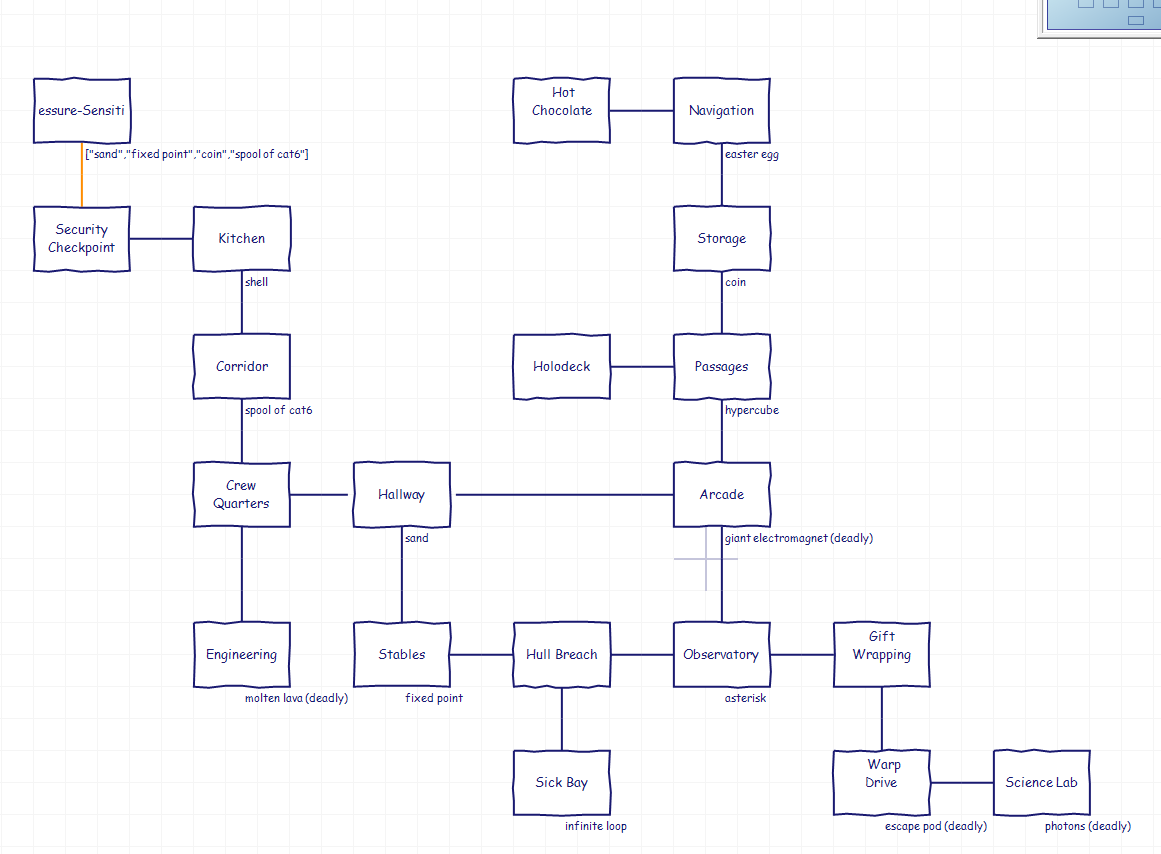 Hot
Chocolate
Navigation
essure-Sensiti
["sand","fixed point","coin","spool of cat6"]
easter egg
Security
Checkpoint
Kitchen
Storage
shell
coin
Corridor
Holodeck
Passages
spool of cat6
hypercube
Crew
Quarters
Hallway
Arcade
sand
giant electromagnet (deadly)
Engineering
Stables
Hull Breach
Observatory
Gift
Wrapping
molten lava (deadly)
fixed point
asterisk
Sick Bay
Warp
Drive
Science Lab
infinite loop
escape pod (deadly)
photons (deadly)